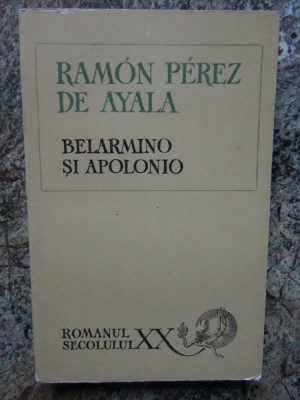 RAMÓN PÉREZ
DE AYALA
BELARMINO
ȘI APOLONIO
ROMANUL
SECOLULUI XX